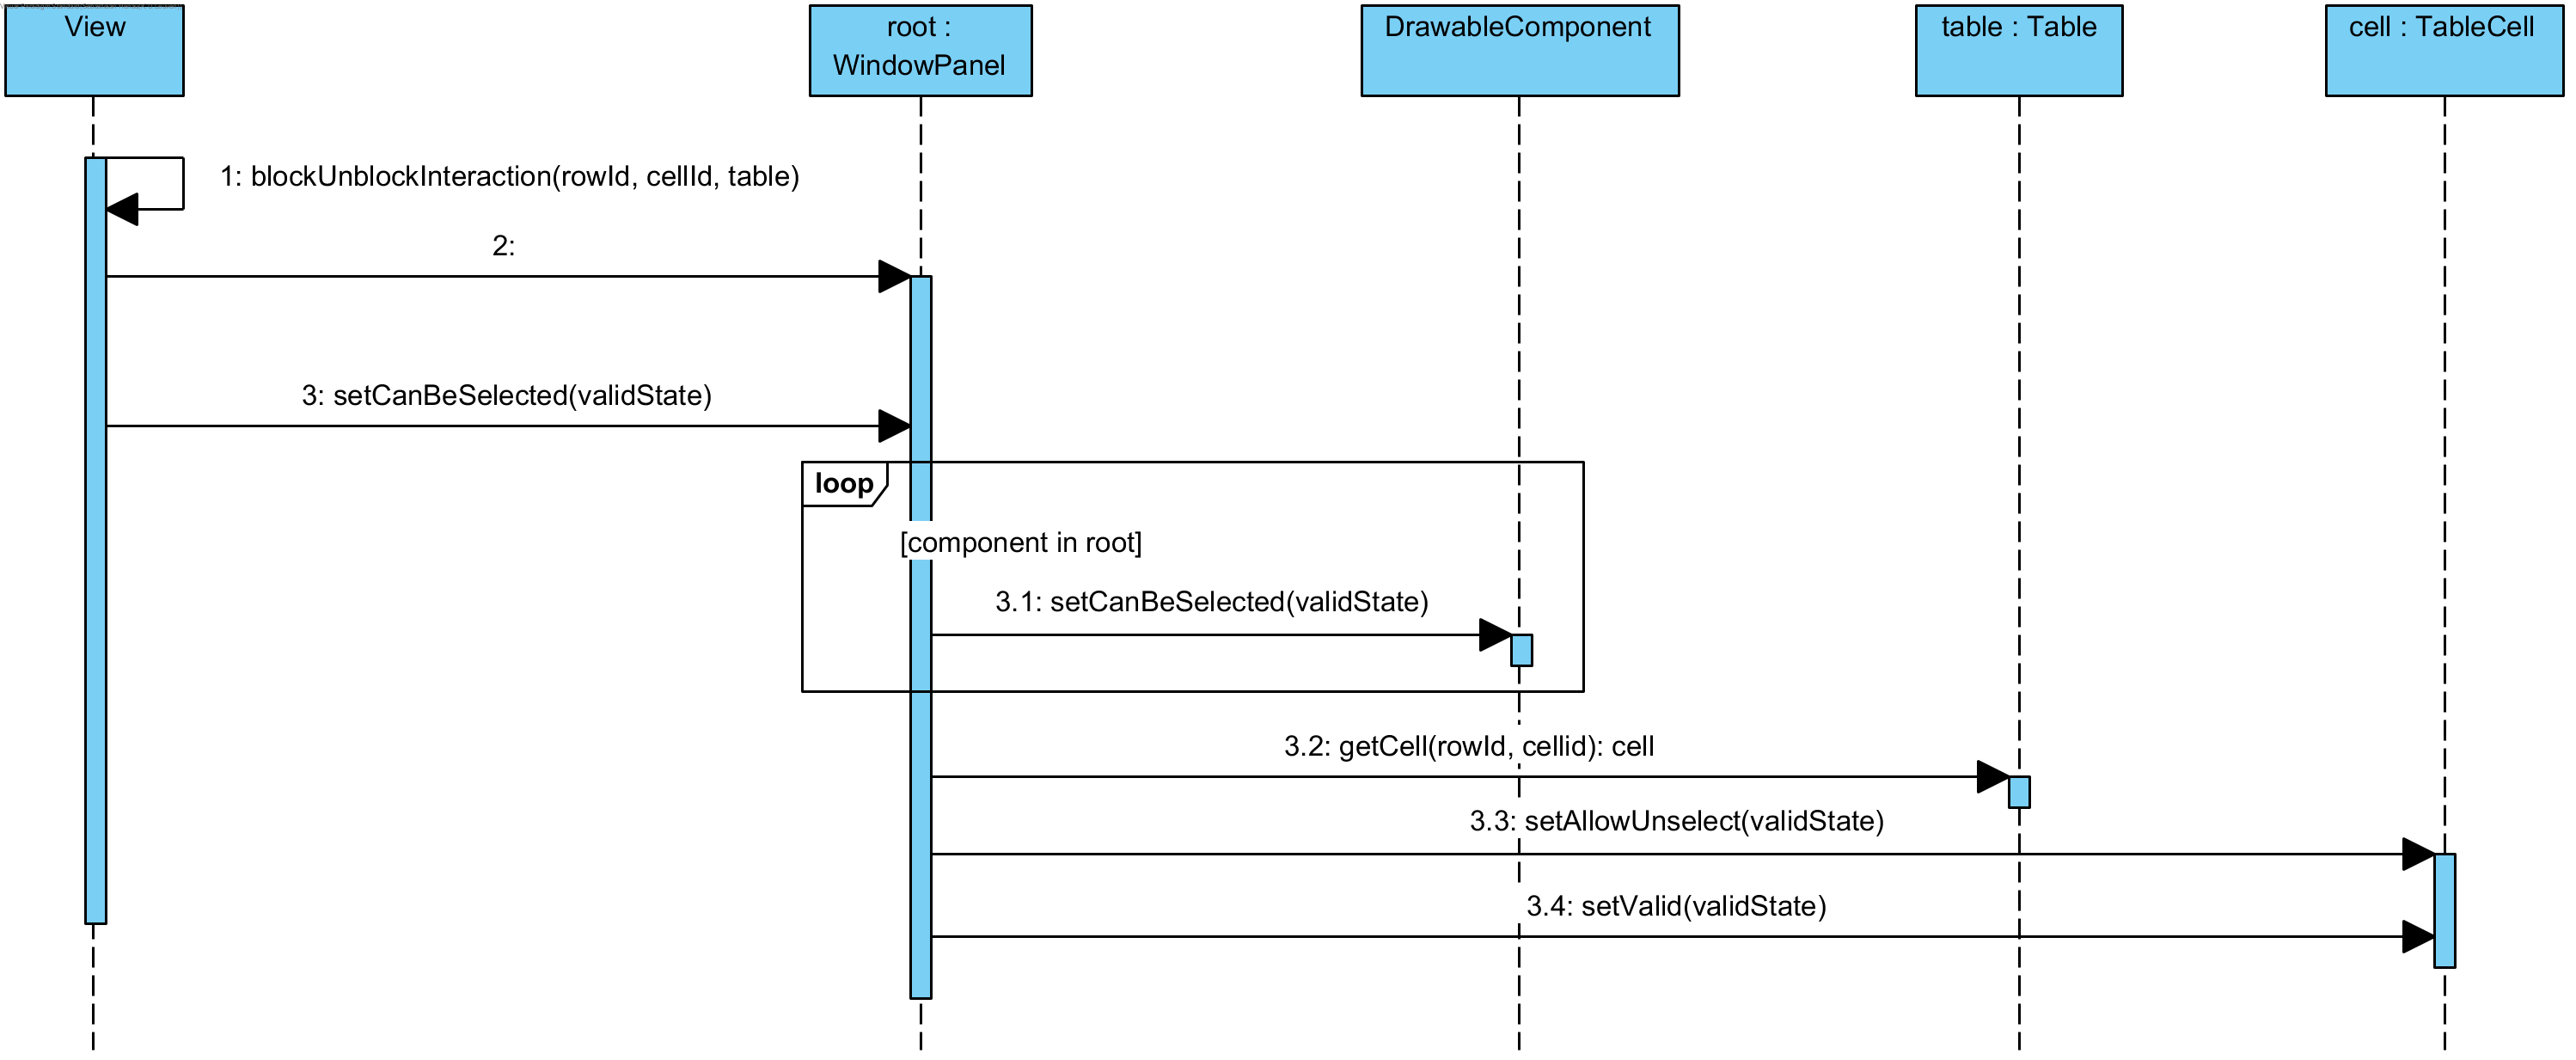 View
root :
WindowPanel
DrawableComponent
table : Table
cell : TableCell
1: blockUnblockInteraction(rowId, cellId, table)
2:
3: setCanBeSelected(validState)
loop
[component in root]
3.1: setCanBeSelected(validState)
3.2: getCell(rowId, cellid): cell
3.3: setAllowUnselect(validState)
3.4: setValid(validState)